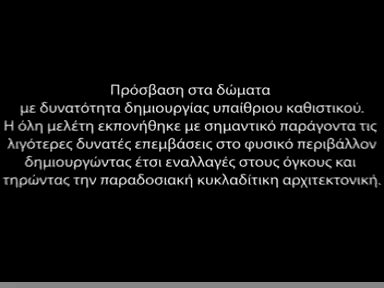 Πρόσβαση στα δώματα
με δυνατότητα δημιουργίας υπαίθριου καθιστικού.
Η όλη μελέτη εκπονήθηκε με σημαντικό παράγοντα τις
λιγότερες δυνατές επεμβάσεις στο φυσικό περιβάλλον
δημιουργώντας έτσι εναλλαγές στους όγκους και
τηρώντας την παραδοσιακή κυκλαδίτικη αρχιτεκτονική.